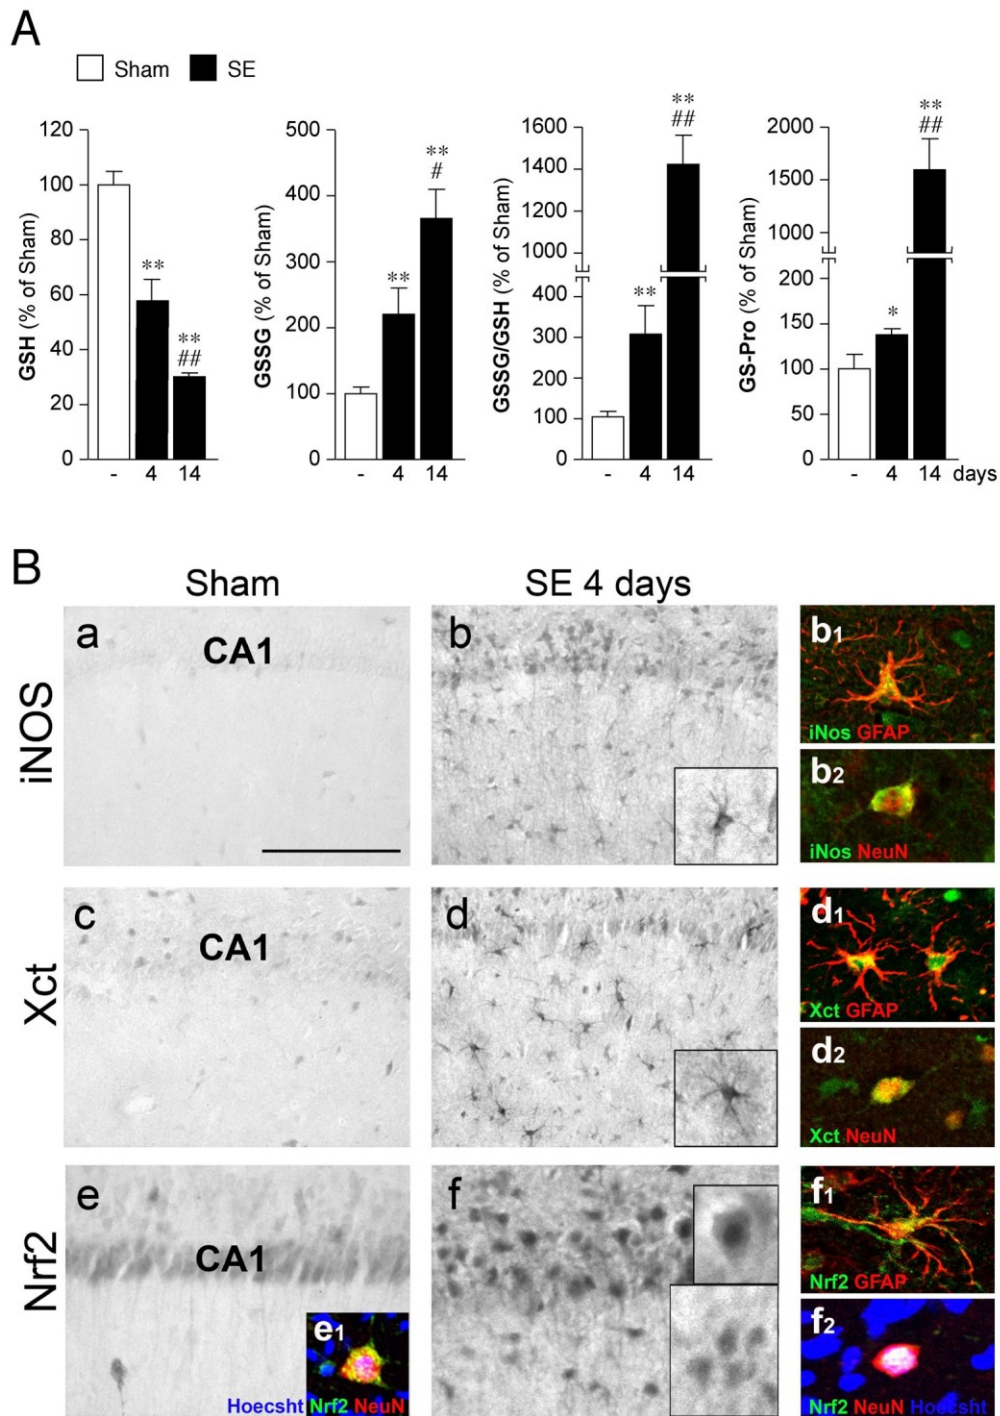 A
Sham SE
GSH (% of Sham)
120
100
80
60
40
20
0
- 4 14
**
**
##
GSSG (% of Sham)
500
400
300
200
100
0
- 4 14
**
**
#
GSSG/GSH (% of Sham)
1600
1400
1200
1000
400
300
200
100
0
- 4 14
**
**
##
GS-Pro (% of Sham)
2000
1500
1000
200
150
100
50
0
- 4 14 days
*
**
##
B
Sham SE 4 days
iNOS
a
CA1
b
b1
iNos GFAP
b2
iNos NeuN
Xct
c
CA1
d
d1
Xct GFAP
d2
Xct NeuN
Nrf2
e
CA1
e1
Hoecsht Nrf2 NeuN
f
f1
Nrf2 GFAP
f2
Nrf2 NeuN Hoecsht